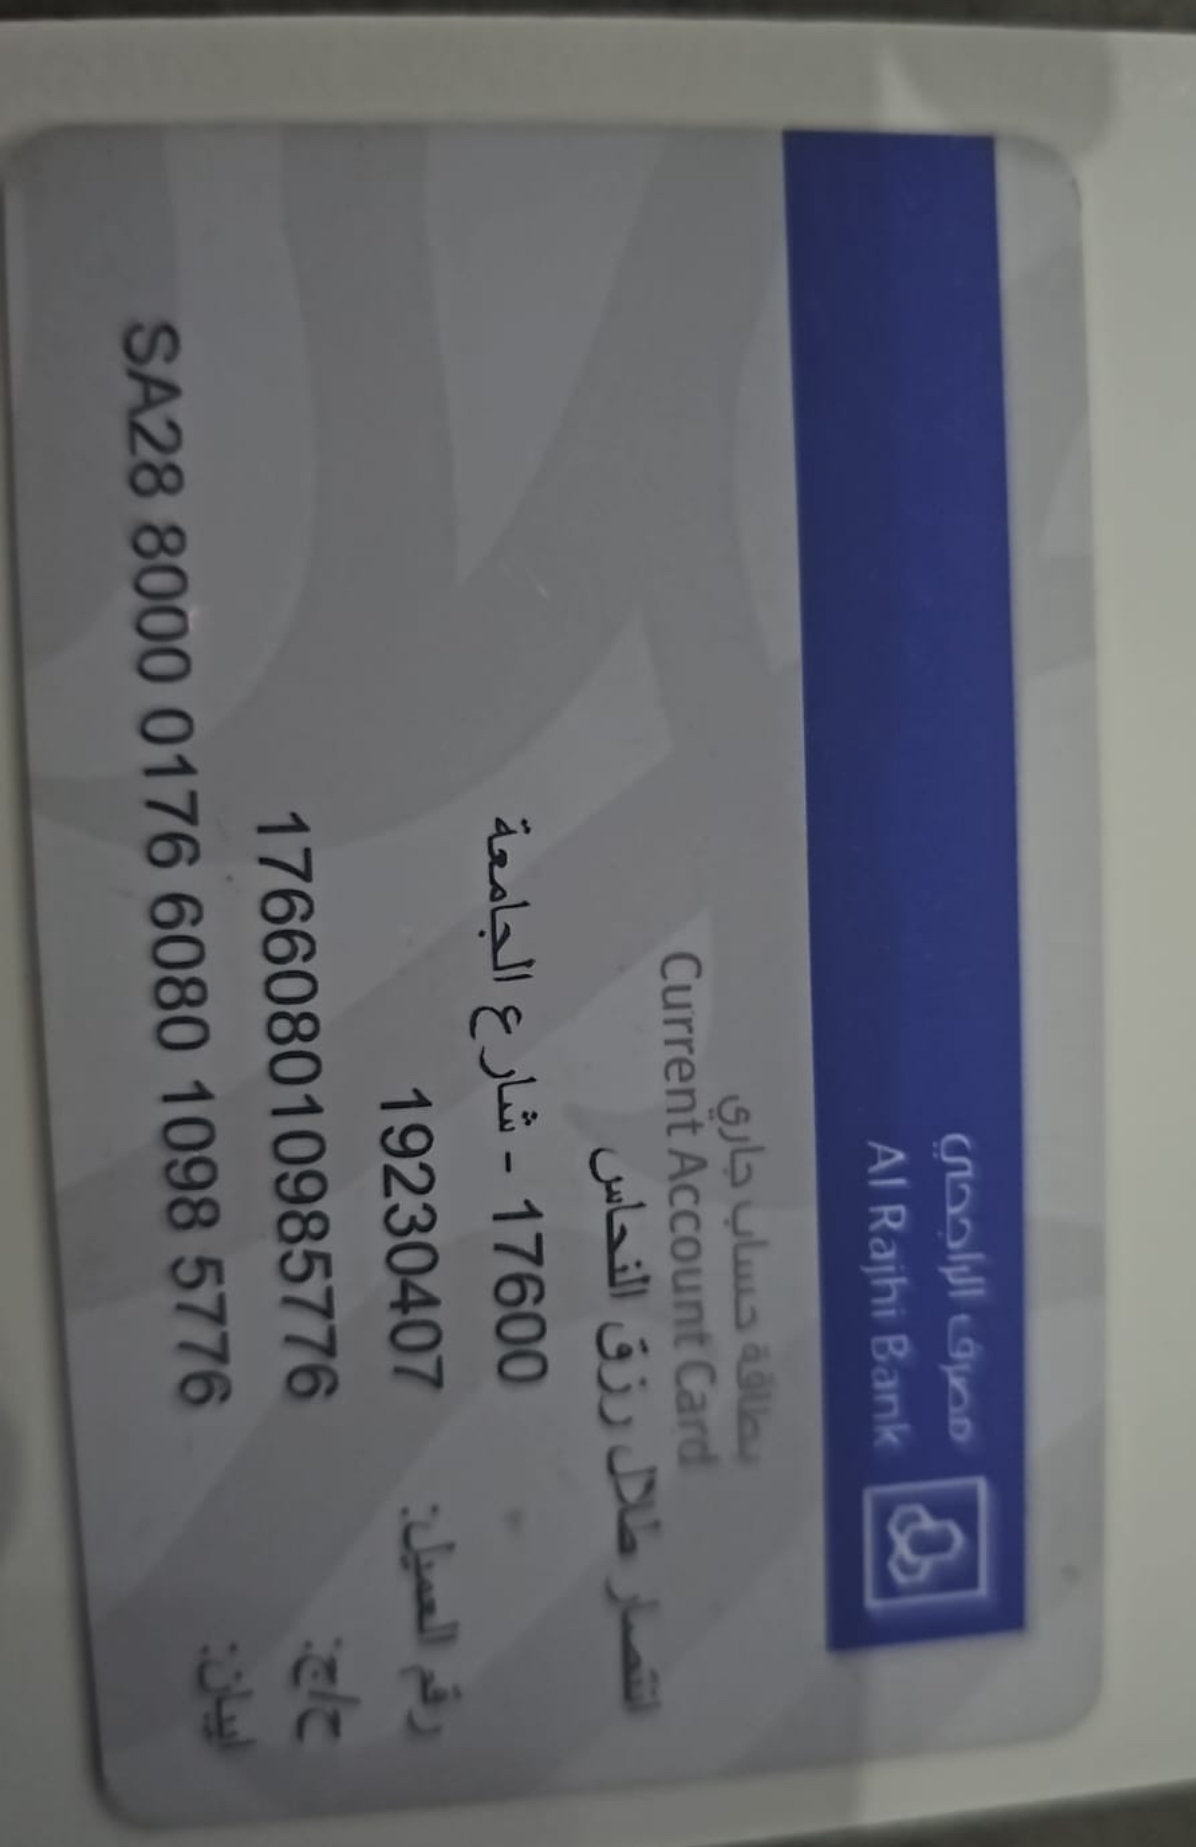 مصرف الراجحي
Al Rajhi Bank
بطاقة حساب جاري
Current Account Card
انتصار طلال رزق النحاس
17600 - شارع الجامعة
رقم العميل: 19230407
ح/ج: 176608010985776
ايبان: SA28 8000 0176 6080 1098 5776